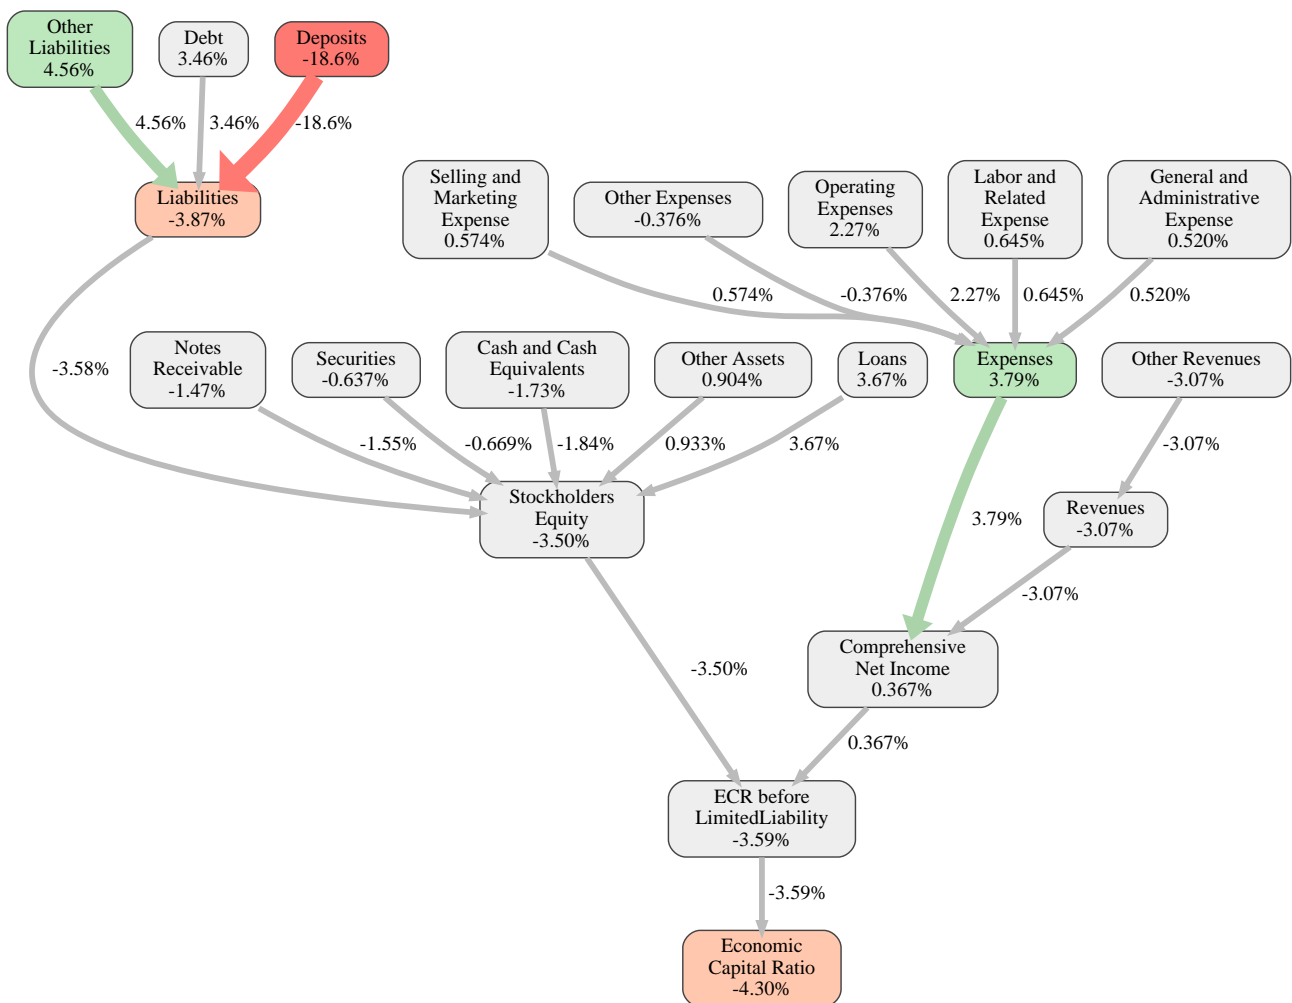 Other
Liabilities
4.56%
Debt
3.46%
Deposits
-18.6%
4.56%
3.46%
-18.6%
Liabilities
-3.87%
Selling and
Marketing
Expense
0.574%
Other Expenses
-0.376%
Operating
Expenses
2.27%
Labor and
Related
Expense
0.645%
General and
Administrative
Expense
0.520%
0.574%
-0.376%
2.27%
0.645%
0.520%
-3.58%
Notes
Receivable
-1.47%
Securities
-0.637%
Cash and Cash
Equivalents
-1.73%
Other Assets
0.904%
Loans
3.67%
Expenses
3.79%
Other Revenues
-3.07%
-1.55%
-0.669%
-1.84%
0.933%
3.67%
-3.07%
Stockholders
Equity
-3.50%
3.79%
Revenues
-3.07%
-3.07%
-3.50%
Comprehensive
Net Income
0.367%
0.367%
ECR before
LimitedLiability
-3.59%
-3.59%
Economic
Capital Ratio
-4.30%